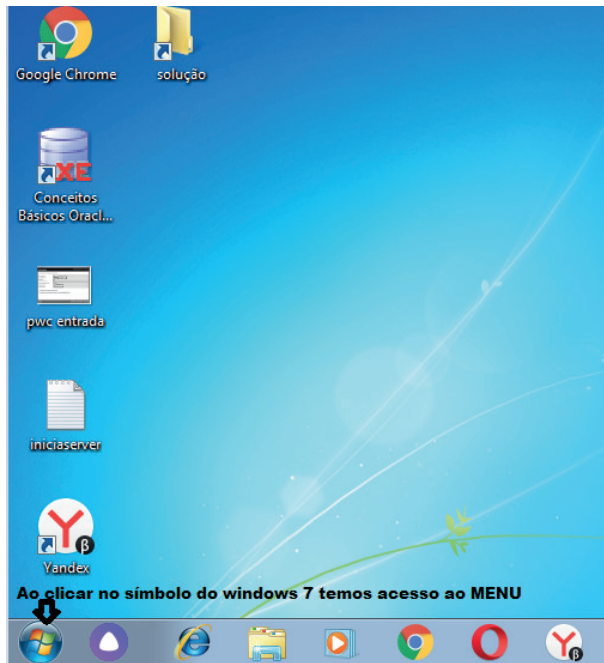 Google Chrome
solução
XE
Conceitos
Básicos Oracl...
pwc entrada
iniciaserver
β
Yandex
Ao clicar no símbolo do windows 7 temos acesso ao MENU
β